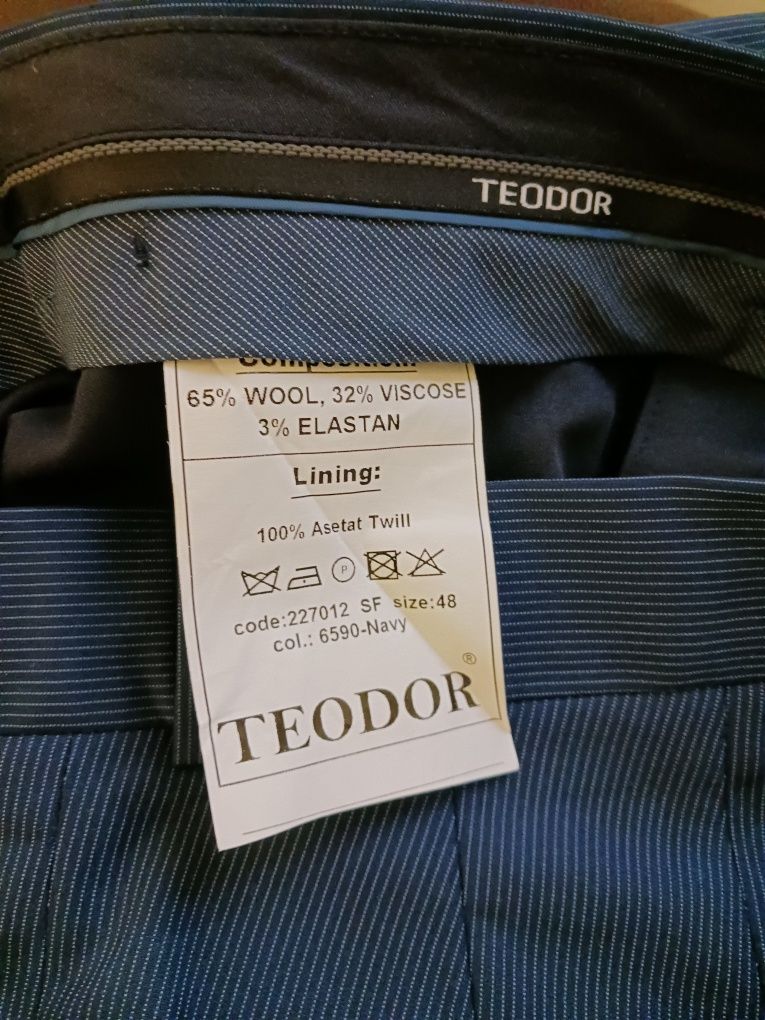 TEODOR
Composition:
65% WOOL, 32% VISCOSE
3% ELASTAN
Lining:
100% Asetat Twill
P
code:227012 SF size:48
col.: 6590-Navy
TEODOR®